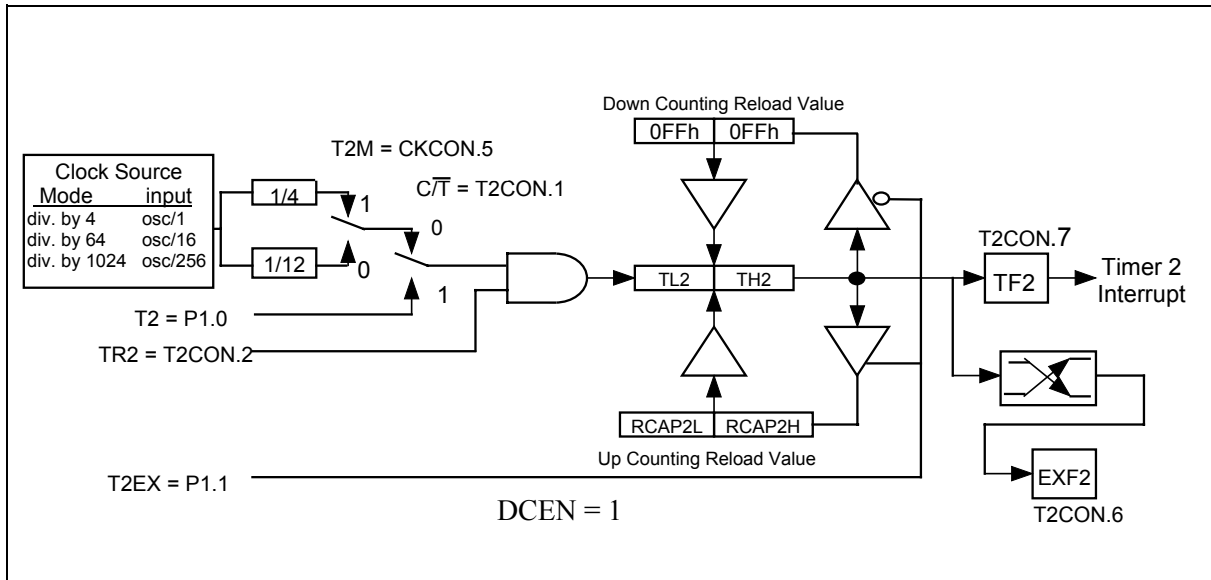 Down Counting Reload Value
0FFh 0FFh
T2M = CKCON.5
C/T̅ = T2CON.1
Clock Source
Mode input
div. by 4 osc/1
div. by 64 osc/16
div. by 1024 osc/256
1/4
1/12
1
0
0
1
T2 = P1.0
TR2 = T2CON.2
TL2 TH2
T2CON.7
TF2
Timer 2
Interrupt
RCAP2L RCAP2H
Up Counting Reload Value
T2EX = P1.1
DCEN = 1
EXF2
T2CON.6